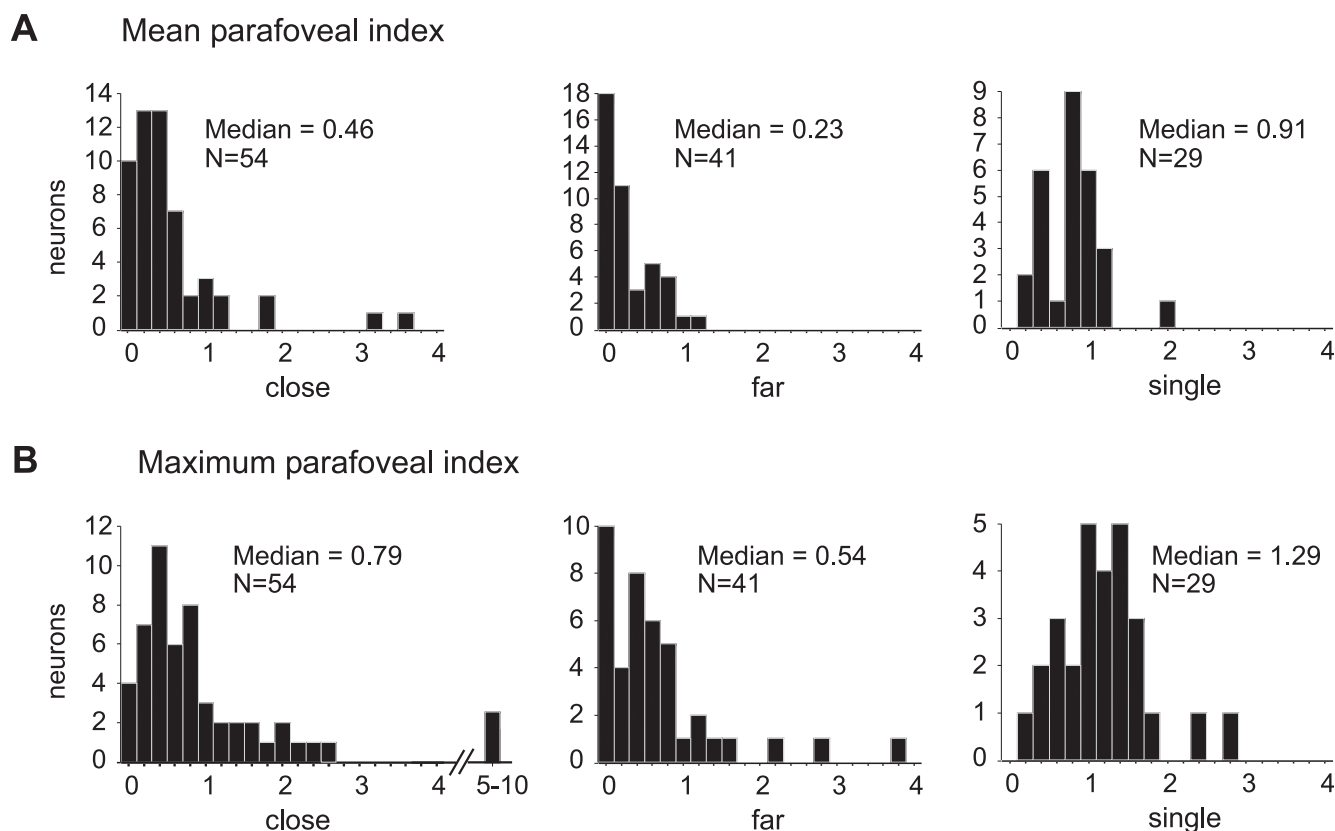 A Mean parafoveal index
14
12
10
8
6
4
2
0
neurons
Median = 0.46
N=54
0 1 2 3 4
close
18
16
14
12
10
8
6
4
2
0
Median = 0.23
N=41
0 1 2 3 4
far
9
8
7
6
5
4
3
2
1
0
Median = 0.91
N=29
0 1 2 3 4
single
B Maximum parafoveal index
12
10
8
6
4
2
0
neurons
Median = 0.79
N=54
0 1 2 3 4 5-10
close
10
8
6
4
2
0
Median = 0.54
N=41
0 1 2 3 4
far
5
4
3
2
1
0
Median = 1.29
N=29
0 1 2 3 4
single